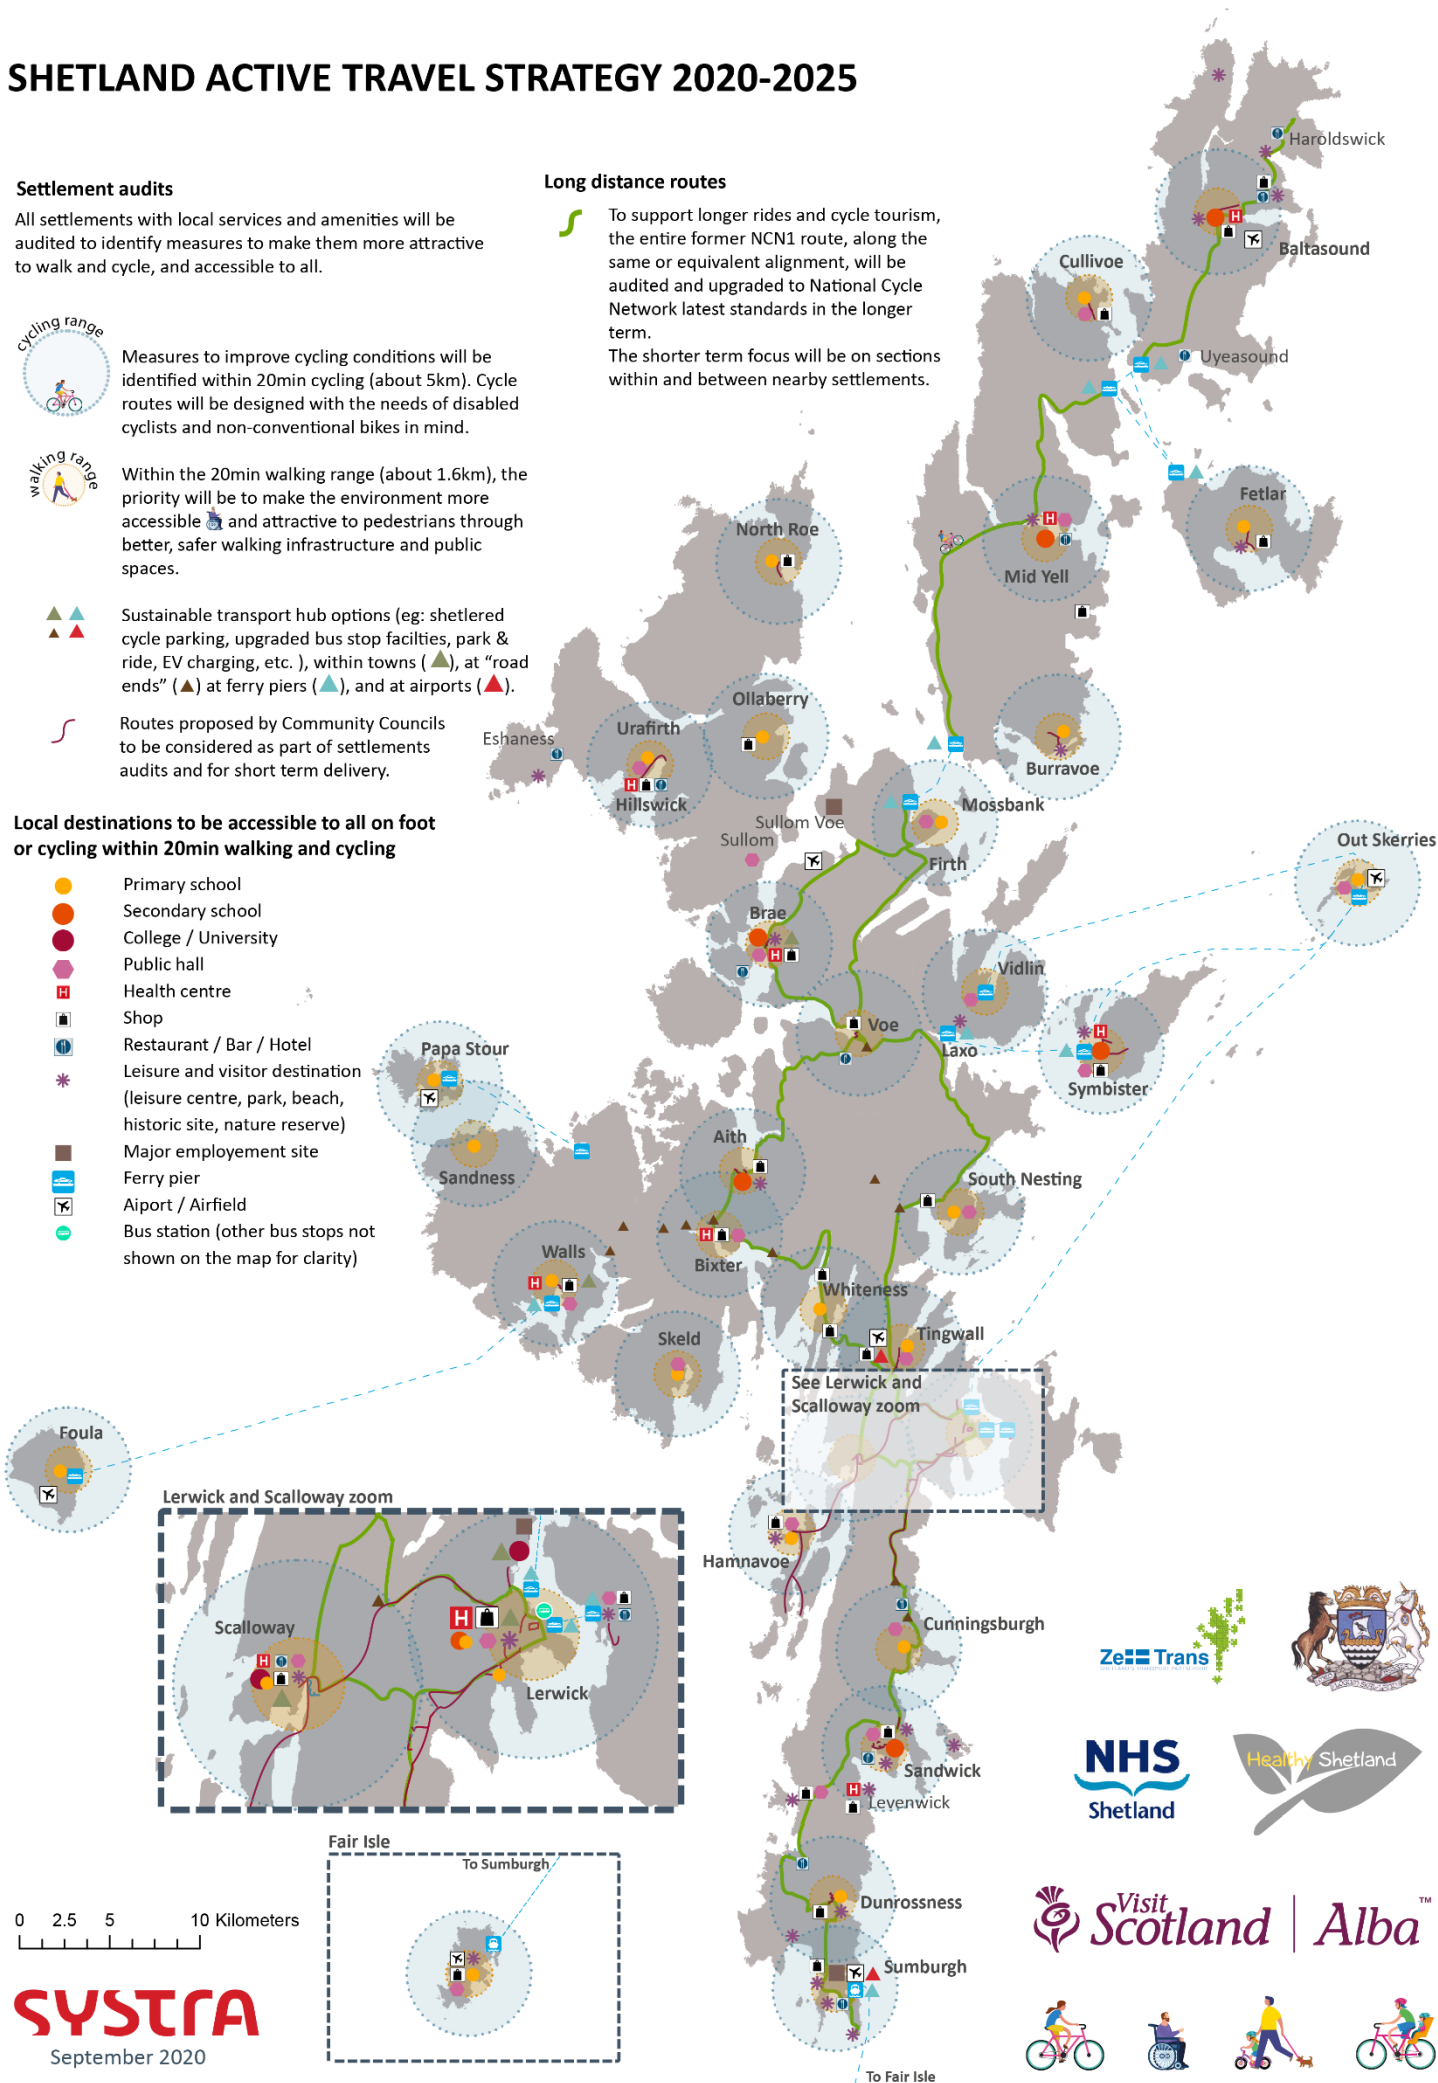 SHETLAND ACTIVE TRAVEL STRATEGY 2020-2025
Settlement audits
All settlements with local services and amenities will be
audited to identify measures to make them more attractive
to walk and cycle, and accessible to all.
cycling range
Measures to improve cycling conditions will be
identified within 20min cycling (about 5km). Cycle
routes will be designed with the needs of disabled
cyclists and non-conventional bikes in mind.
walking range
Within the 20min walking range (about 1.6km), the
priority will be to make the environment more
accessible and attractive to pedestrians through
better, safer walking infrastructure and public
spaces.
Sustainable transport hub options (eg: shetlered
cycle parking, upgraded bus stop facilties, park &
ride, EV charging, etc. ), within towns ( ), at “road
ends” ( ) at ferry piers ( ), and at airports ( ).
Routes proposed by Community Councils
to be considered as part of settlements
audits and for short term delivery.
Long distance routes
To support longer rides and cycle tourism,
the entire former NCN1 route, along the
same or equivalent alignment, will be
audited and upgraded to National Cycle
Network latest standards in the longer
term.
The shorter term focus will be on sections
within and between nearby settlements.
Local destinations to be accessible to all on foot
or cycling within 20min walking and cycling
Primary school
Secondary school
College / University
Public hall
H Health centre
Shop
Restaurant / Bar / Hotel
Leisure and visitor destination
(leisure centre, park, beach,
historic site, nature reserve)
Major employement site
Ferry pier
Aiport / Airfield
Bus station (other bus stops not
shown on the map for clarity)
Haroldswick
Baltasound
Cullivoe
Uyeasound
Fetlar
North Roe
Mid Yell
Ollaberry
Urafirth
Eshaness
Burravoe
Hillswick
Mossbank
Sullom Voe
Sullom
Firth
Out Skerries
Brae
Vidlin
Voe
Laxo
Papa Stour
Symbister
Aith
Sandness
South Nesting
Walls
Bixter
Whiteness
Skeld
Tingwall
See Lerwick and
Scalloway zoom
Foula
Lerwick and Scalloway zoom
Hamnavoe
Scalloway
Lerwick
Cunningsburgh
Sandwick
Levenwick
Fair Isle
To Sumburgh
Dunrossness
Sumburgh
To Fair Isle
0 2.5 5 10 Kilometers
SYSTRA
September 2020
ZetTrans
SHETLAND'S TRANSPORT PARTNERSHIP
NHS
Shetland
Healthy Shetland
Visit
Scotland | Alba™